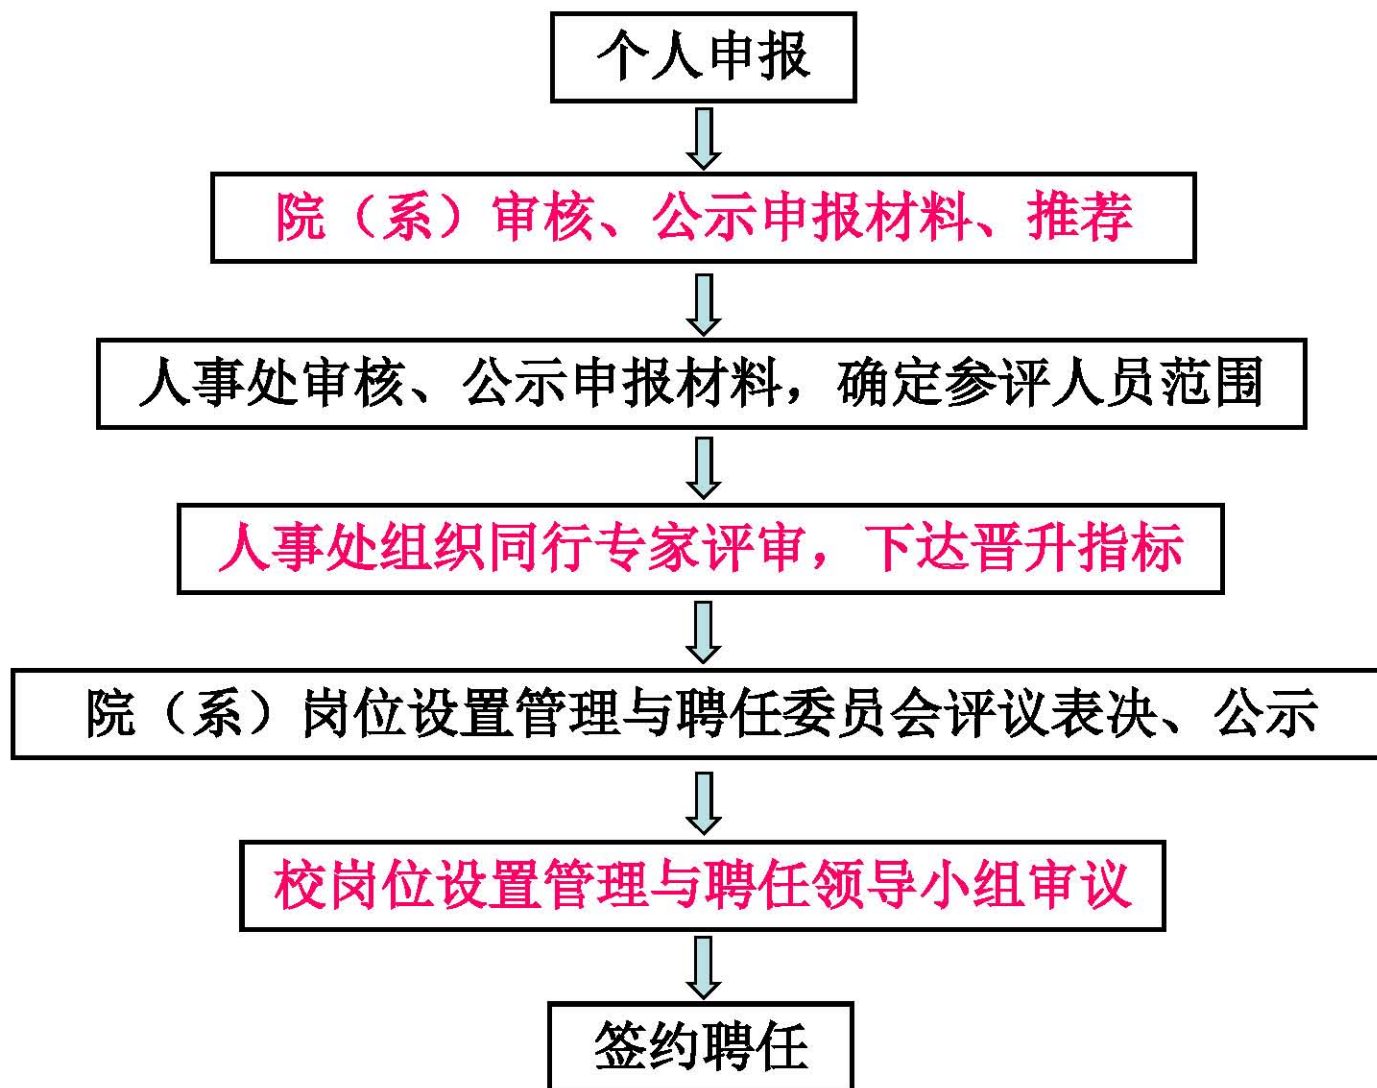 个人申报
院（系）审核、公示申报材料、推荐
人事处审核、公示申报材料，确定参评人员范围
人事处组织同行专家评审，下达晋升指标
院（系）岗位设置管理与聘任委员会评议表决、公示
校岗位设置管理与聘任领导小组审议
签约聘任